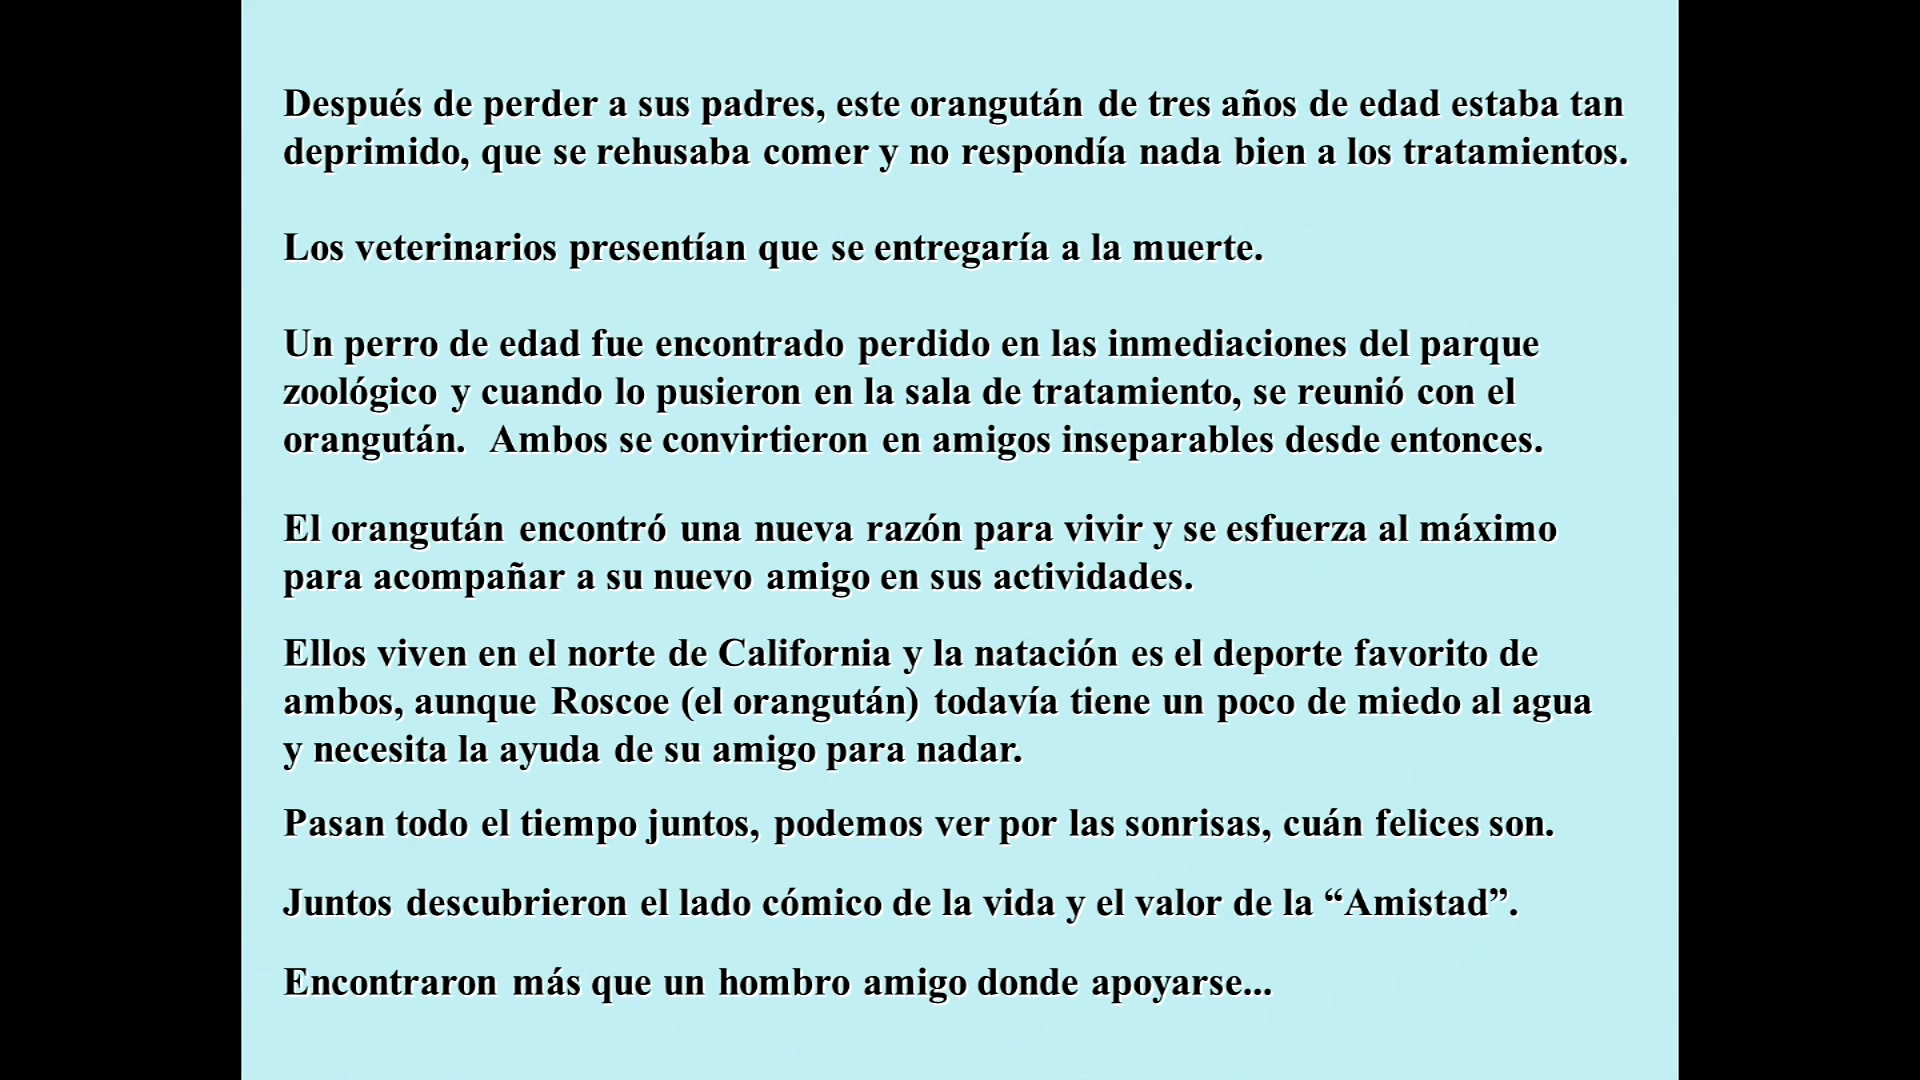 Después de perder a sus padres, este orangután de tres años de edad estaba tan
deprimido, que se rehusaba comer y no respondía nada bien a los tratamientos.
Los veterinarios presentían que se entregaría a la muerte.
Un perro de edad fue encontrado perdido en las inmediaciones del parque
zoológico y cuando lo pusieron en la sala de tratamiento, se reunió con el
orangután.  Ambos se convirtieron en amigos inseparables desde entonces.
El orangután encontró una nueva razón para vivir y se esfuerza al máximo
para acompañar a su nuevo amigo en sus actividades.
Ellos viven en el norte de California y la natación es el deporte favorito de
ambos, aunque Roscoe (el orangután) todavía tiene un poco de miedo al agua
y necesita la ayuda de su amigo para nadar.
Pasan todo el tiempo juntos, podemos ver por las sonrisas, cuán felices son.
Juntos descubrieron el lado cómico de la vida y el valor de la “Amistad”.
Encontraron más que un hombro amigo donde apoyarse...